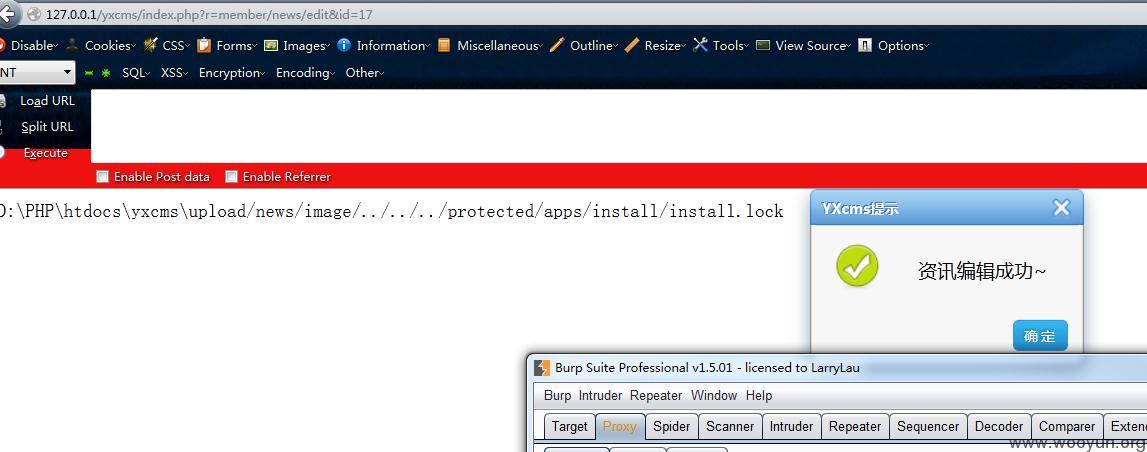 127.0.0.1/yxcms/index.php?r=member/news/edit&id=17
Disable Cookies CSS Forms Images Information Miscellaneous Outline Resize Tools View Source Options
NT SQL XSS Encryption Encoding Other
Load URL
Split URL
Execute
Enable Post data Enable Referrer
D:\PHP\htdocs\yxcms\upload/news/image/../../../protected/apps/install/install.lock
YXcms提示
资讯编辑成功~
确定
Burp Suite Professional v1.5.01 - licensed to LarryLau
Burp Intruder Repeater Window Help
Target Proxy Spider Scanner Intruder Repeater Sequencer Decoder Comparer Exten
www.wooyun.org